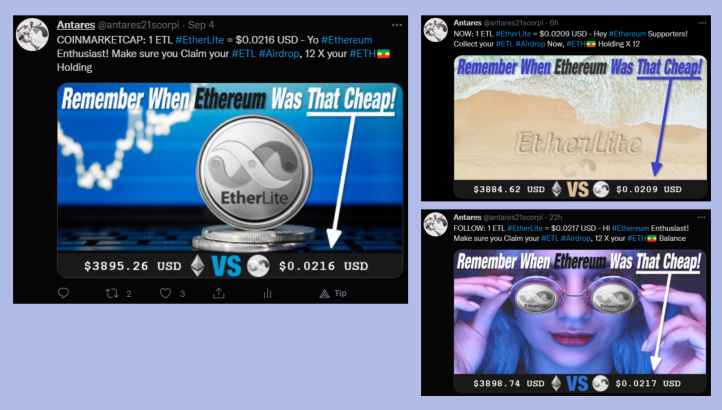 Antares @antares21scorpi · Sep 4
COINMARKETCAP: 1 ETL #EtherLite = $0.0216 USD - Yo #Ethereum
Enthusiast! Make sure you Claim your #ETL #Airdrop, 12 X your #ETH🇪🇹
Holding
Remember When Ethereum Was That Cheap!
EtherLite
$3895.26 USD VS $0.0216 USD
2 3 Tip
Antares @antares21scorpi · 6h
NOW: 1 ETL #EtherLite = $0.0209 USD - Hey #Ethereum Supporters!
Collect your #ETL #Airdrop Now, #ETH🇪🇹 Holding X 12
Remember When Ethereum Was That Cheap!
EtherLite
$3884.62 USD VS $0.0209 USD
Antares @antares21scorpi · 22h
FOLLOW: 1 ETL #EtherLite = $0.0217 USD - Hi #Ethereum Enthusiast!
Make sure you Claim your #ETL #Airdrop, 12 X your #ETH🇪🇹 Balance
Remember When Ethereum Was That Cheap!
EtherLite EtherLite
$3898.74 USD VS $0.0217 USD